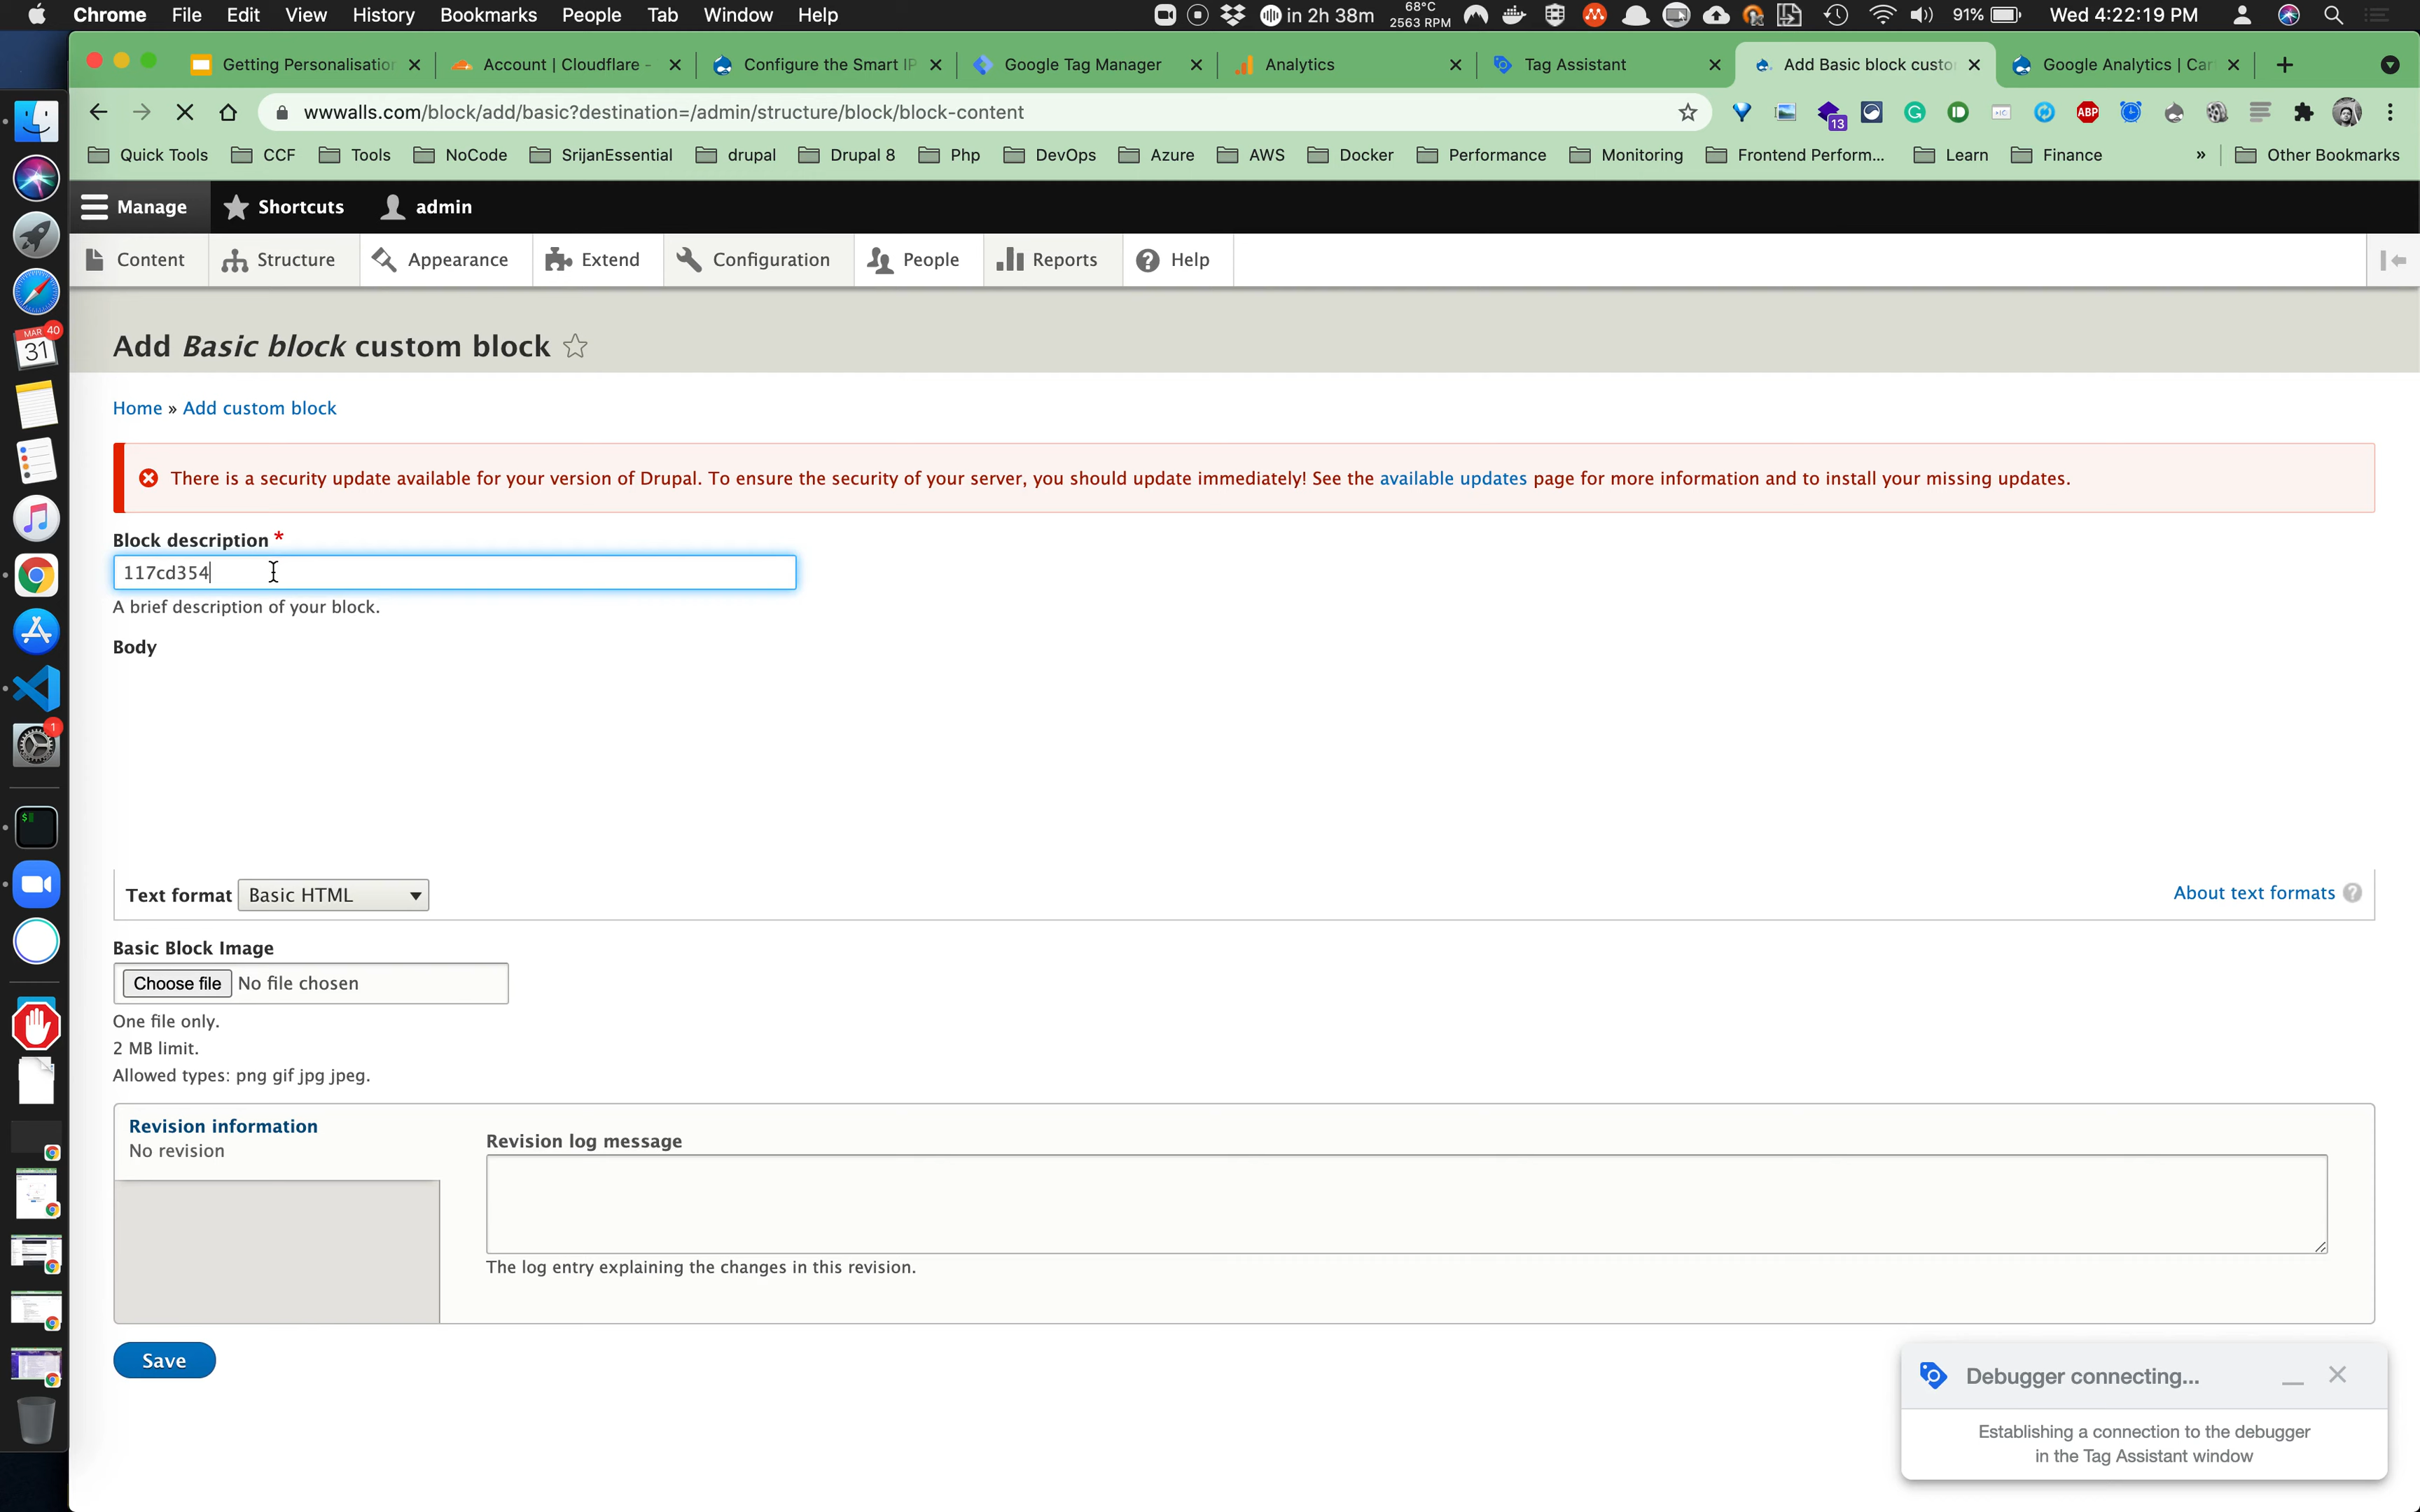 Chrome File Edit View History Bookmarks People Tab Window Help in 2h 38m 68°C 2563 RPM 91% Wed 4:22:19 PM
Getting Personalisation Account | Cloudflare - Configure the Smart IP Google Tag Manager Analytics Tag Assistant Add Basic block custo Google Analytics | Car
wwwalls.com/block/add/basic?destination=/admin/structure/block/block-content 13 ABP
Quick Tools CCF Tools NoCode SrijanEssential drupal Drupal 8 Php DevOps Azure AWS Docker Performance Monitoring Frontend Perform... Learn Finance » Other Bookmarks
Manage Shortcuts admin
Content Structure Appearance Extend Configuration People Reports Help
MAR 40
31
Add Basic block custom block
Home » Add custom block
There is a security update available for your version of Drupal. To ensure the security of your server, you should update immediately! See the available updates page for more information and to install your missing updates.
Block description *
117cd354
A brief description of your block.
Body
1
Text format Basic HTML About text formats ?
Basic Block Image
Choose file No file chosen
One file only.
2 MB limit.
Allowed types: png gif jpg jpeg.
Revision information
No revision
Revision log message
The log entry explaining the changes in this revision.
Save
Debugger connecting...
Establishing a connection to the debugger
in the Tag Assistant window